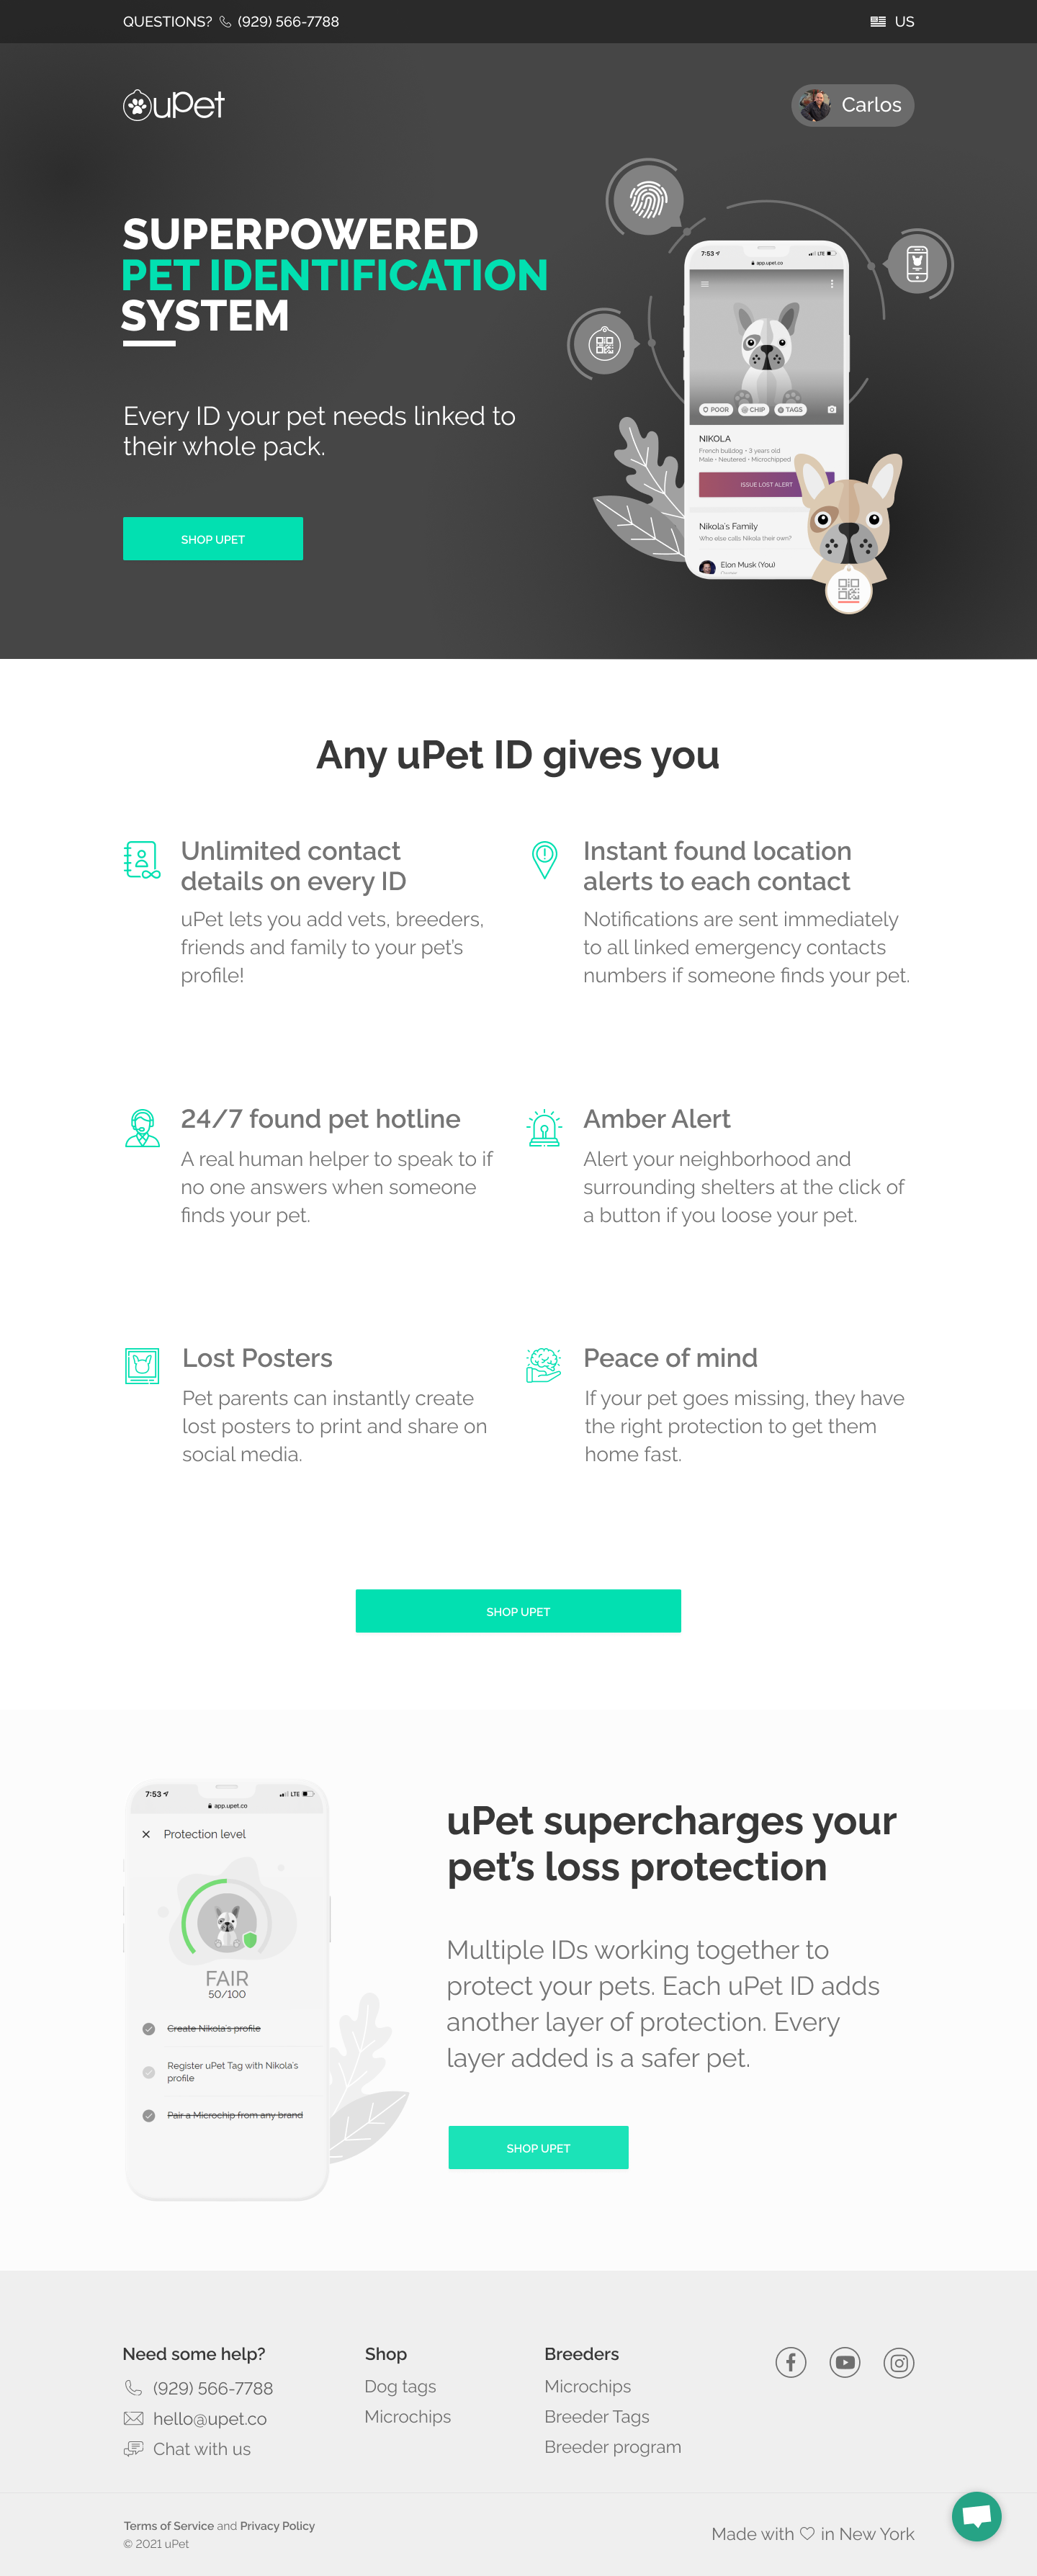 QUESTIONS? (929) 566-7788
US
uPet
Carlos
SUPERPOWERED
PET IDENTIFICATION
SYSTEM
Every ID your pet needs linked to
their whole pack.
SHOP UPET
7:53
LTE
app.upet.co
POOR
CHIP
TAGS
NIKOLA
French bulldog • 3 years old
Male • Neutered • Microchipped
ISSUE LOST ALERT
Nikola's Family
Who else calls Nikola their own?
Elon Musk (You)
Any uPet ID gives you
Unlimited contact
details on every ID
uPet lets you add vets, breeders,
friends and family to your pet's
profile!
Instant found location
alerts to each contact
Notifications are sent immediately
to all linked emergency contacts
numbers if someone finds your pet.
24/7 found pet hotline
A real human helper to speak to if
no one answers when someone
finds your pet.
Amber Alert
Alert your neighborhood and
surrounding shelters at the click of
a button if you loose your pet.
Lost Posters
Pet parents can instantly create
lost posters to print and share on
social media.
Peace of mind
If your pet goes missing, they have
the right protection to get them
home fast.
SHOP UPET
7:53
LTE
app.upet.co
Protection level
FAIR
50/100
Create Nikola's profile
Register uPet Tag with Nikola's
profile
Pair a Microchip from any brand
uPet supercharges your
pet's loss protection
Multiple IDs working together to
protect your pets. Each uPet ID adds
another layer of protection. Every
layer added is a safer pet.
SHOP UPET
Need some help?
(929) 566-7788
hello@upet.co
Chat with us
Shop
Dog tags
Microchips
Breeders
Microchips
Breeder Tags
Breeder program
Terms of Service and Privacy Policy
© 2021 uPet
Made with ♡ in New York